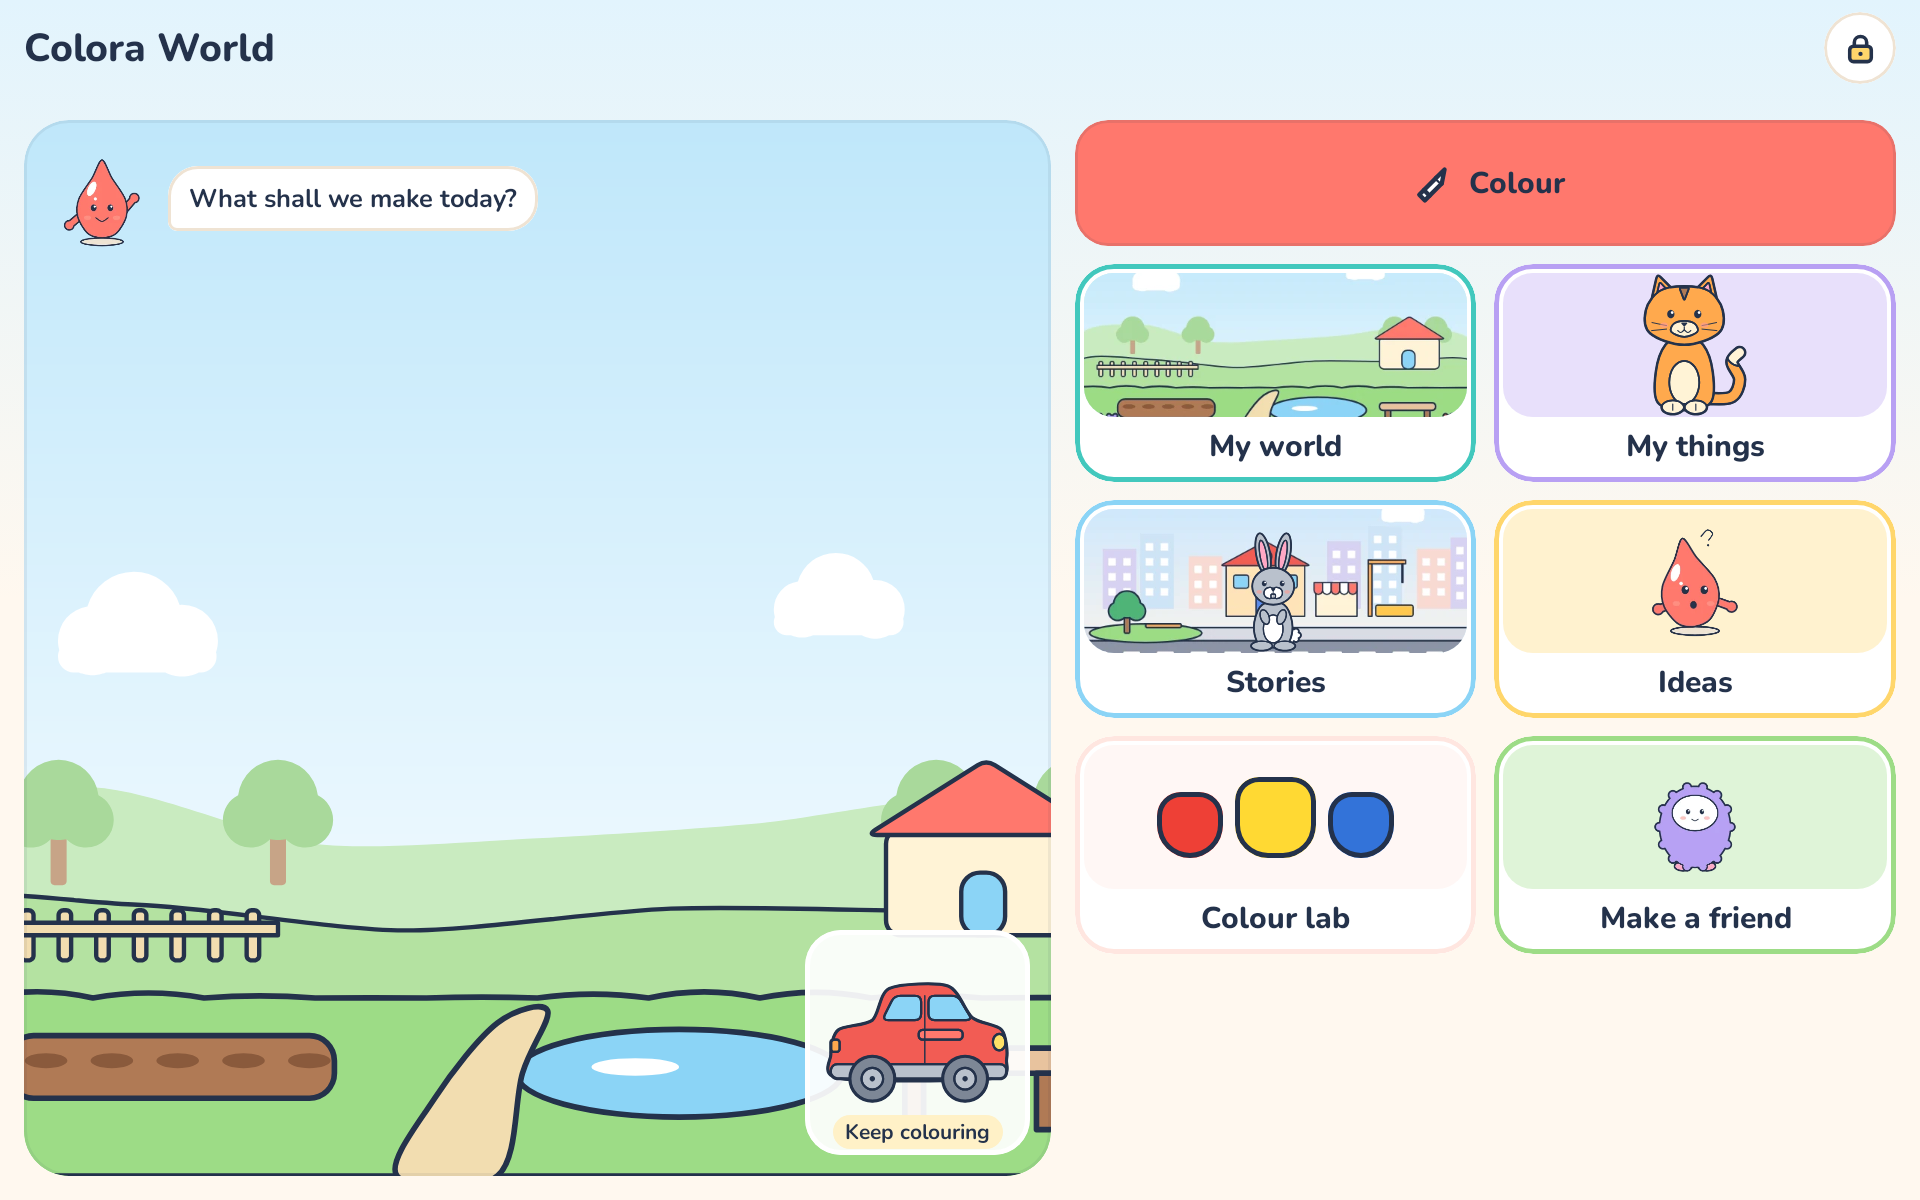 Colora World
What shall we make today?
Colour
My world
My things
Stories
?
Ideas
Colour lab
Make a friend
Keep colouring